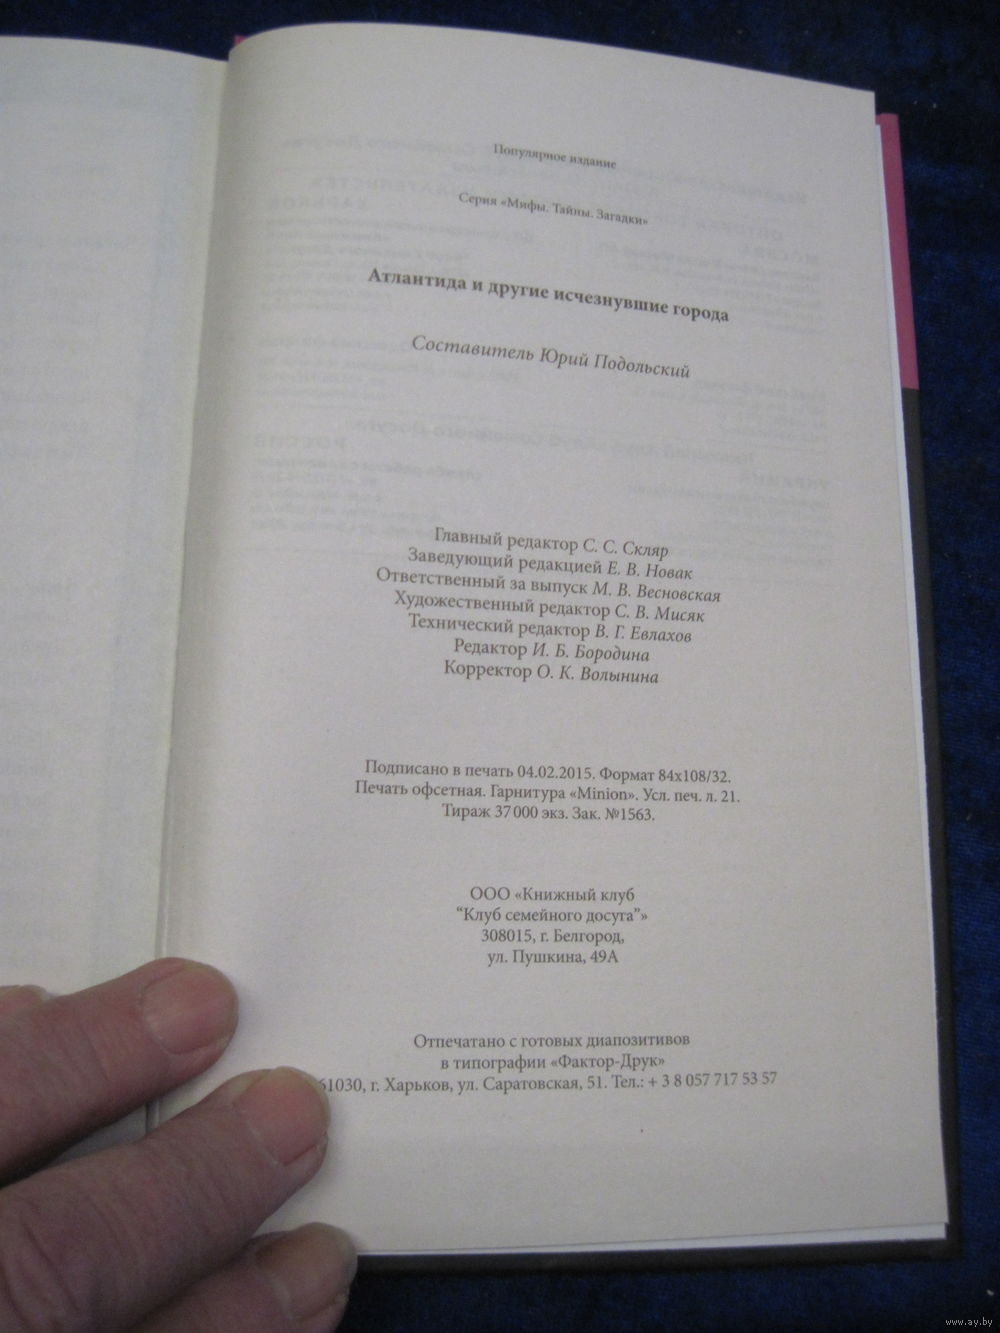 Популярное издание
Серия «Мифы. Тайны. Загадки»
Атлантида и другие исчезнувшие города
Составитель Юрий Подольский
Главный редактор С. С. Скляр
Заведующий редакцией Е. В. Новак
Ответственный за выпуск М. В. Весновская
Художественный редактор С. В. Мисяк
Технический редактор В. Г. Евлахов
Редактор И. Б. Бородина
Корректор О. К. Волынина
Подписано в печать 04.02.2015. Формат 84x108/32.
Печать офсетная. Гарнитура «Minion». Усл. печ. л. 21.
Тираж 37 000 экз. Зак. №1563.
ООО «Книжный клуб
“Клуб семейного досуга”»
308015, г. Белгород,
ул. Пушкина, 49А
Отпечатано с готовых диапозитивов
в типографии «Фактор-Друк»
61030, г. Харьков, ул. Саратовская, 51. Тел.: + 3 8 057 717 53 57
www.ay.by